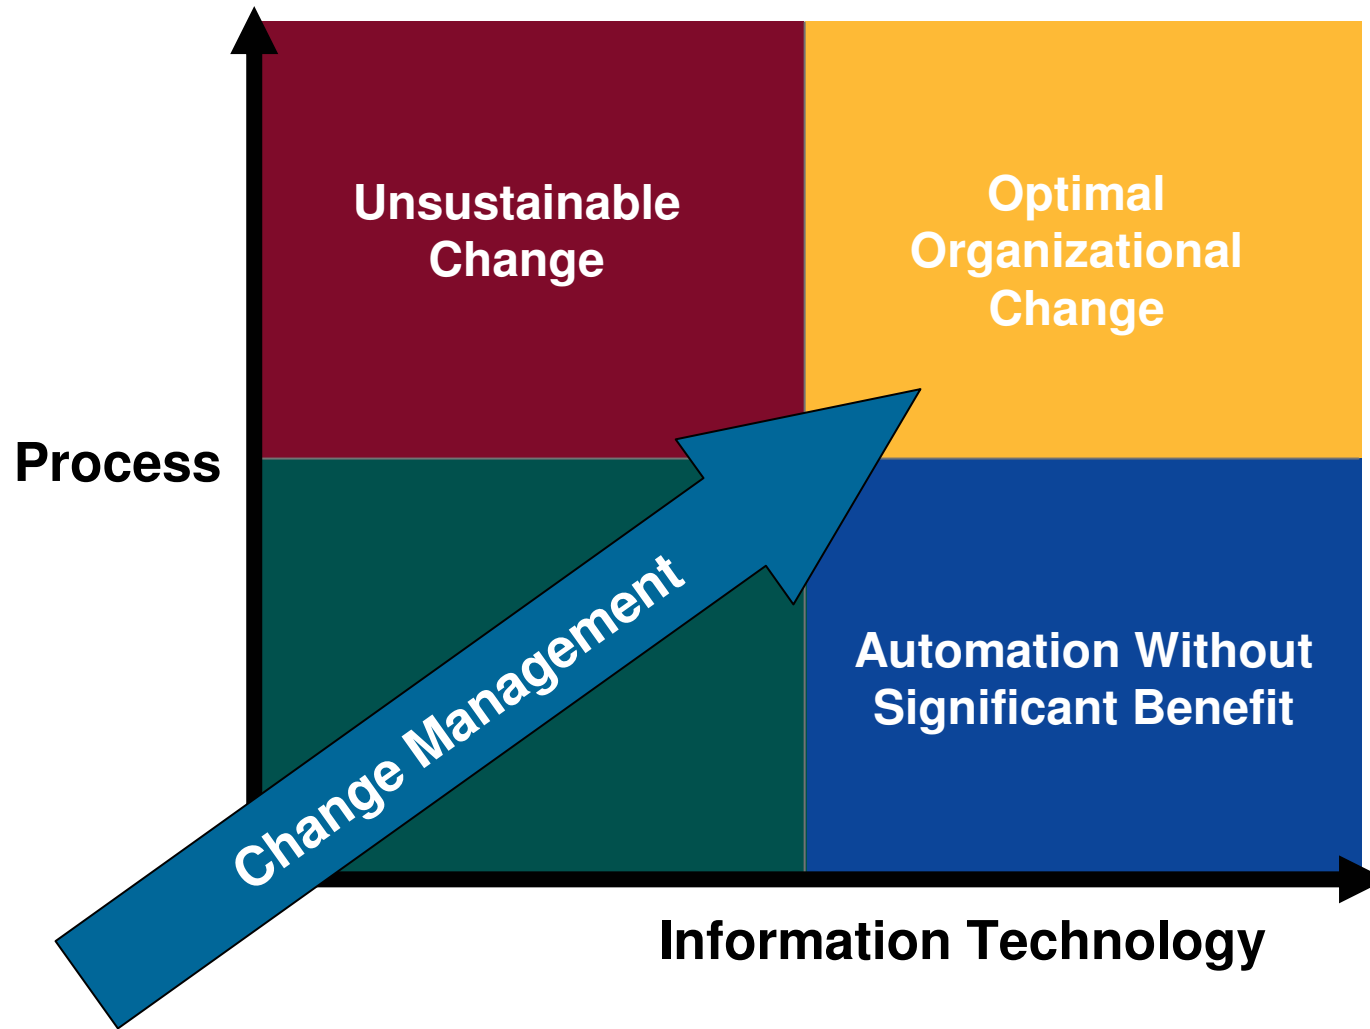 Unsustainable
Change
Optimal
Organizational
Change
Process
Change Management
Automation Without
Significant Benefit
Information Technology